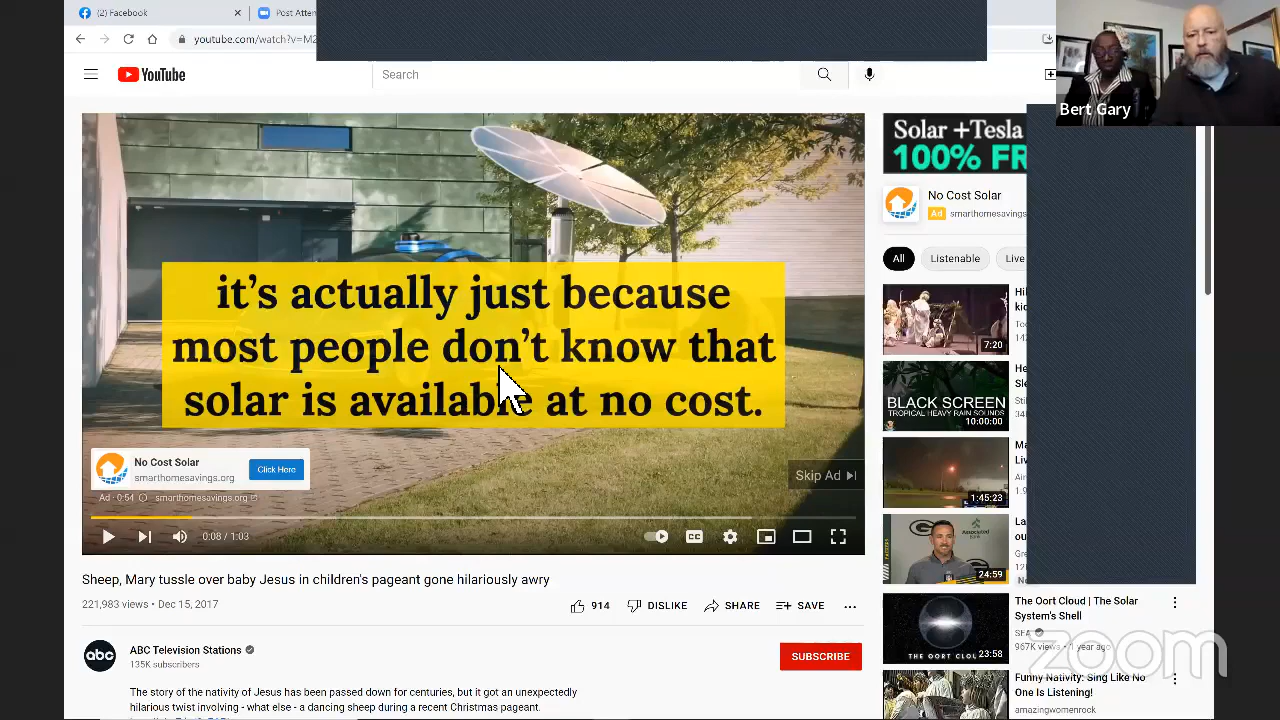 (2) Facebook
Post Atten
youtube.com/watch?v=M2
YouTube
Search
Bert Gary
it's actually just because
most people don't know that
solar is available at no cost.
No Cost Solar
smarthomesavings.org
Click Here
Skip Ad
Ad · 0:54
smarthomesavings.org
0:08 / 1:03
CC
Sheep, Mary tussle over baby Jesus in children's pageant gone hilariously awry
221,983 views • Dec 15, 2017
914
DISLIKE
SHARE
SAVE
abc
ABC Television Stations
135K subscribers
SUBSCRIBE
The story of the nativity of Jesus has been passed down for centuries, but it got an unexpectedly
hilarious twist involving - what else - a dancing sheep during a recent Christmas pageant.
Solar +Tesla
100% FR
No Cost Solar
Ad smarthomesavings
All
Listenable
Live
7:20
BLACK SCREEN
TROPICAL HEAVY RAIN SOUNDS
10:00:00
1:45:23
24:59
The Oort Cloud | The Solar
System's Shell
SEA
967K views • 1 year ago
THE OORT CLOU
23:58
Funny Nativity: Sing Like No
One Is Listening!
amazingwomenrock
zoom